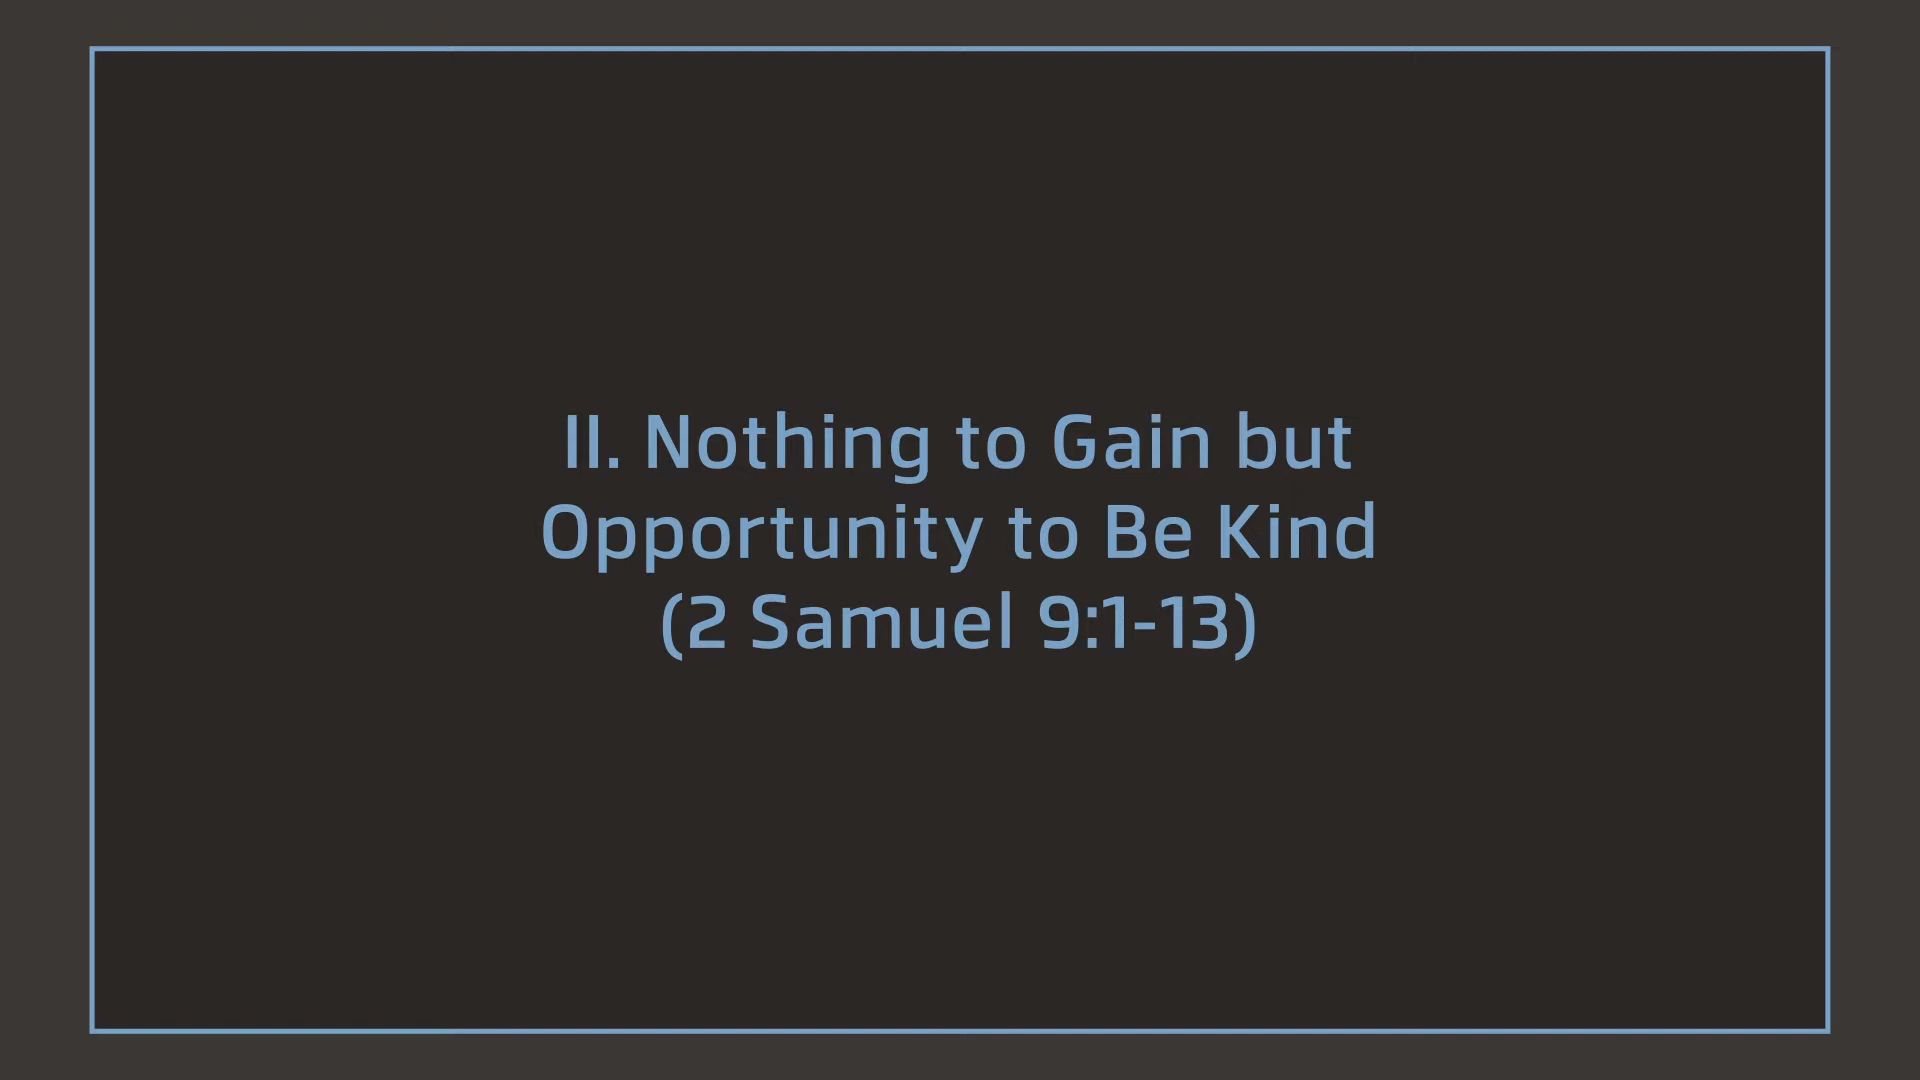 II. Nothing to Gain but
Opportunity to Be Kind
(2 Samuel 9:1-13)